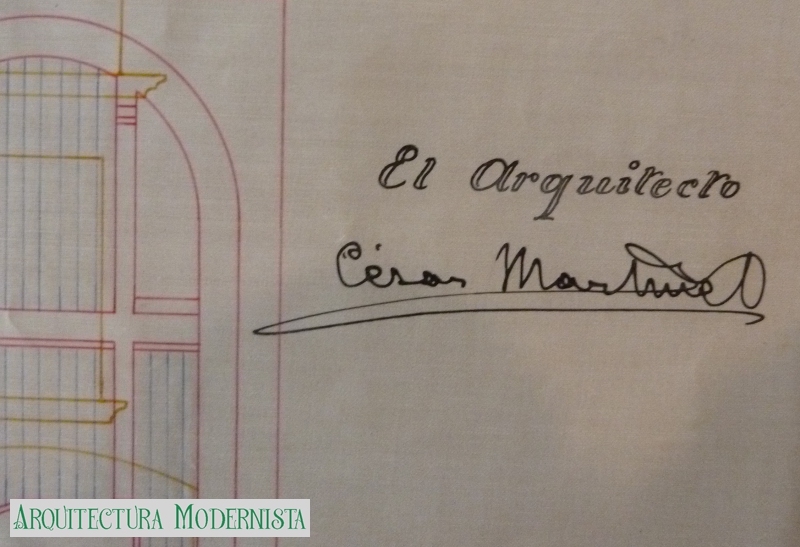 El Arquitecto
César Martinell
ARQUITECTURA MODERNISTA